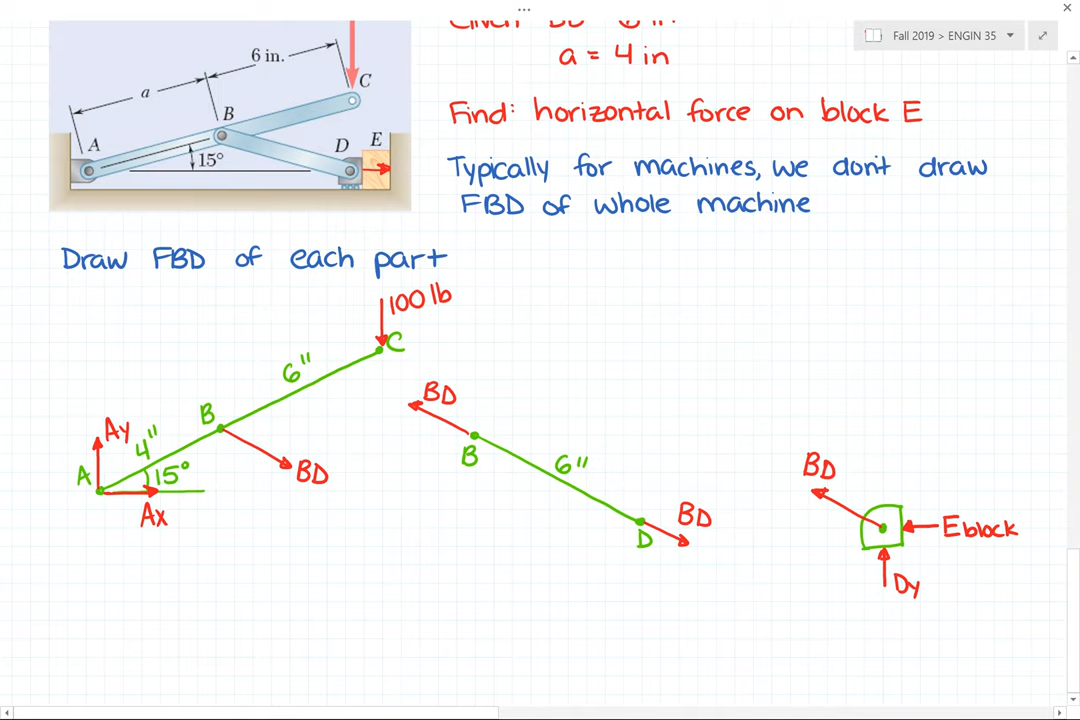 Fall 2019 > ENGIN 35
a = 4 in
Find: horizontal force on block E
Typically for machines, we don't draw
FBD of whole machine
6 in.
a
A
B
C
D
E
15°
Draw FBD of each part
100 lb
C
6"
B
4"
Ay
A
15°
Ax
BD
BD
B
6"
D
BD
BD
E block
Dy